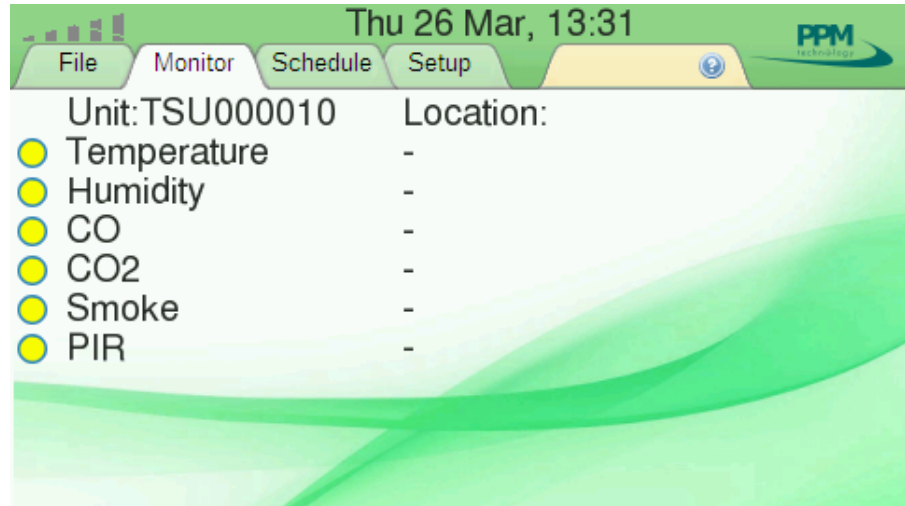 Thu 26 Mar, 13:31
PPM
technology
File Monitor Schedule Setup ?
Unit:TSU000010 Location:
Temperature -
Humidity -
CO -
CO2 -
Smoke -
PIR -